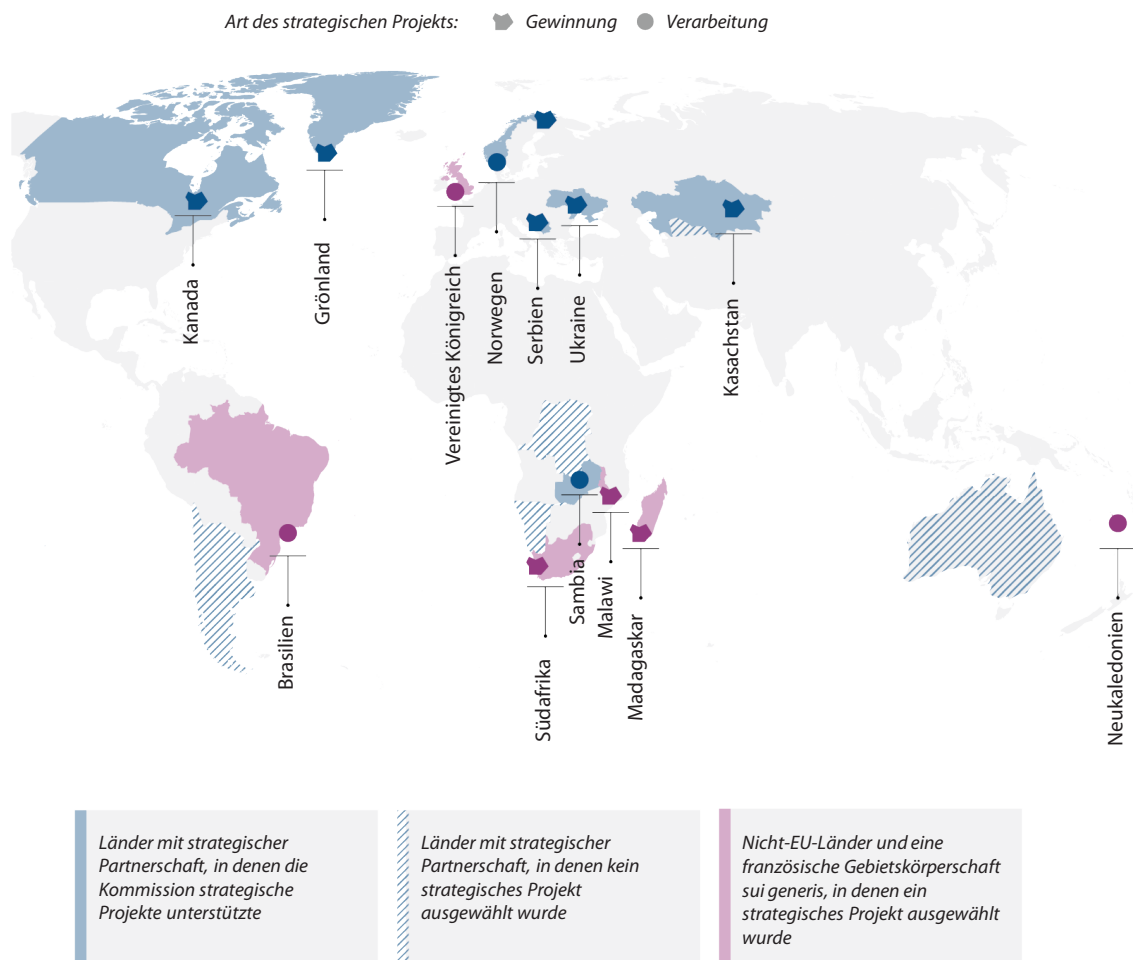 Art des strategischen Projekts: Gewinnung Verarbeitung
Kanada
Grönland
Vereinigtes Königreich
Norwegen
Serbien
Ukraine
Kasachstan
Brasilien
Südafrika
Sambia
Malawi
Madagaskar
Neukaledonien
Länder mit strategischer
Partnerschaft, in denen die
Kommission strategische
Projekte unterstützte
Länder mit strategischer
Partnerschaft, in denen kein
strategisches Projekt
ausgewählt wurde
Nicht-EU-Länder und eine
französische Gebietskörperschaft
sui generis, in denen ein
strategisches Projekt ausgewählt
wurde